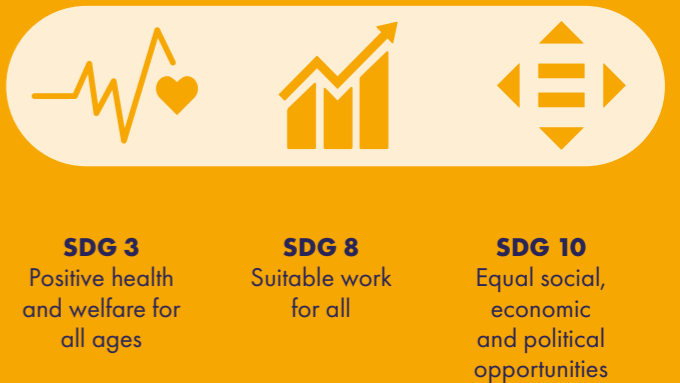 SDG 3
Positive health
and welfare for
all ages
SDG 8
Suitable work
for all
SDG 10
Equal social,
economic
and political
opportunities